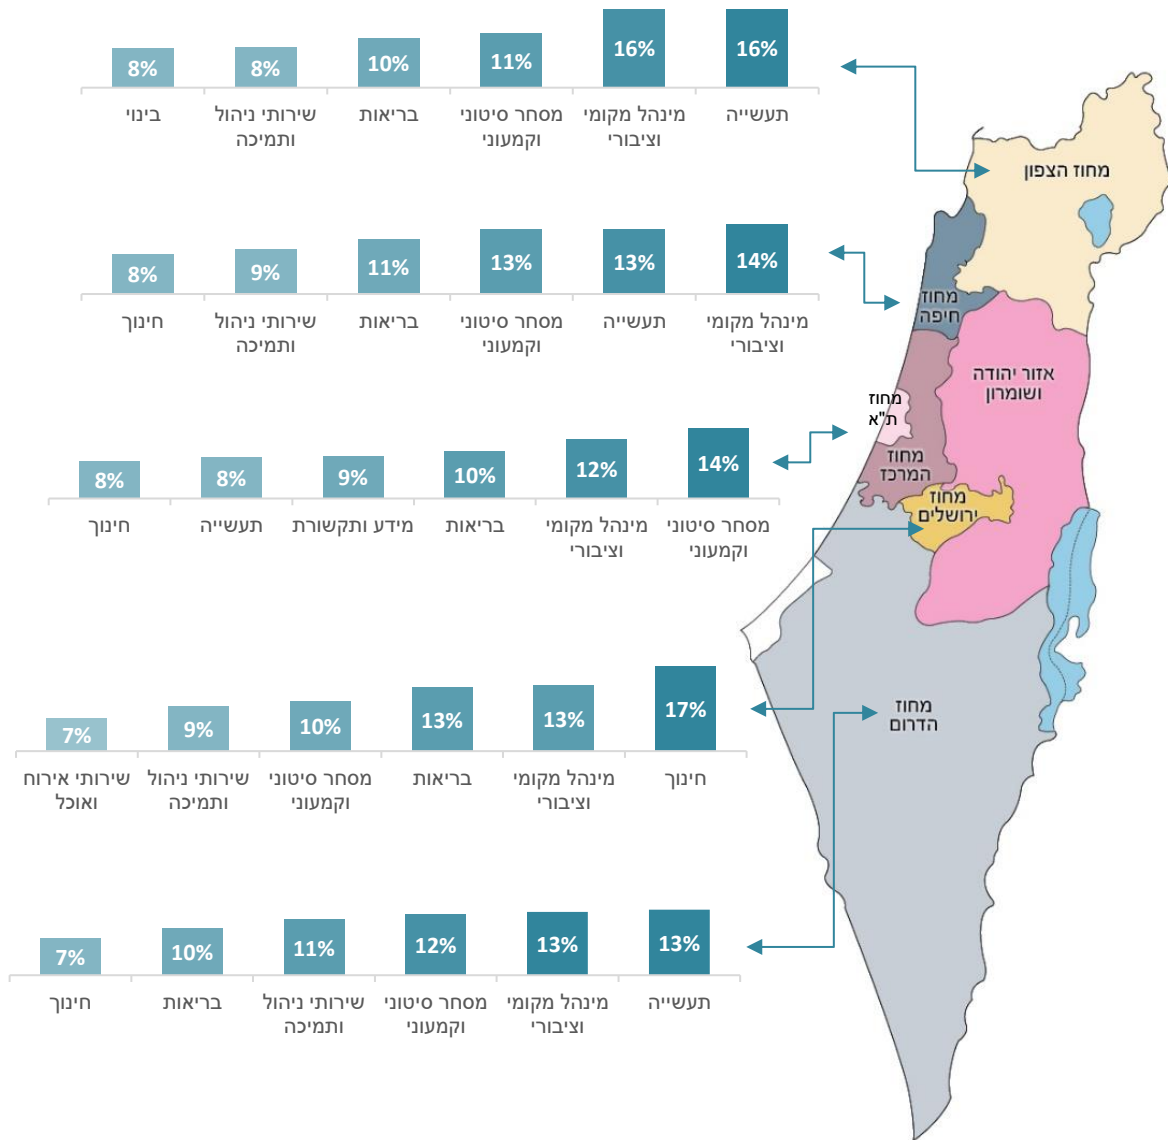 16%
16%
11%
10%
8%
8%
תעשייה
מינהל מקומי
וציבורי
מסחר סיטוני
וקמעוני
בריאות
שירותי ניהול
ותמיכה
בינוי
14%
13%
13%
11%
9%
8%
מינהל מקומי
וציבורי
תעשייה
מסחר סיטוני
וקמעוני
בריאות
שירותי ניהול
ותמיכה
חינוך
14%
12%
10%
9%
8%
8%
מסחר סיטוני
וקמעוני
מינהל מקומי
וציבורי
בריאות
מידע ותקשורת
תעשייה
חינוך
17%
13%
13%
10%
9%
7%
חינוך
מינהל מקומי
וציבורי
בריאות
מסחר סיטוני
וקמעוני
שירותי ניהול
ותמיכה
שירותי אירוח
ואוכל
13%
13%
12%
11%
10%
7%
תעשייה
מינהל מקומי
וציבורי
מסחר סיטוני
וקמעוני
שירותי ניהול
ותמיכה
בריאות
חינוך
מחוז הצפון
מחוז
חיפה
אזור יהודה
ושומרון
מחוז
ת"א
מחוז
המרכז
מחוז
ירושלים
מחוז
הדרום